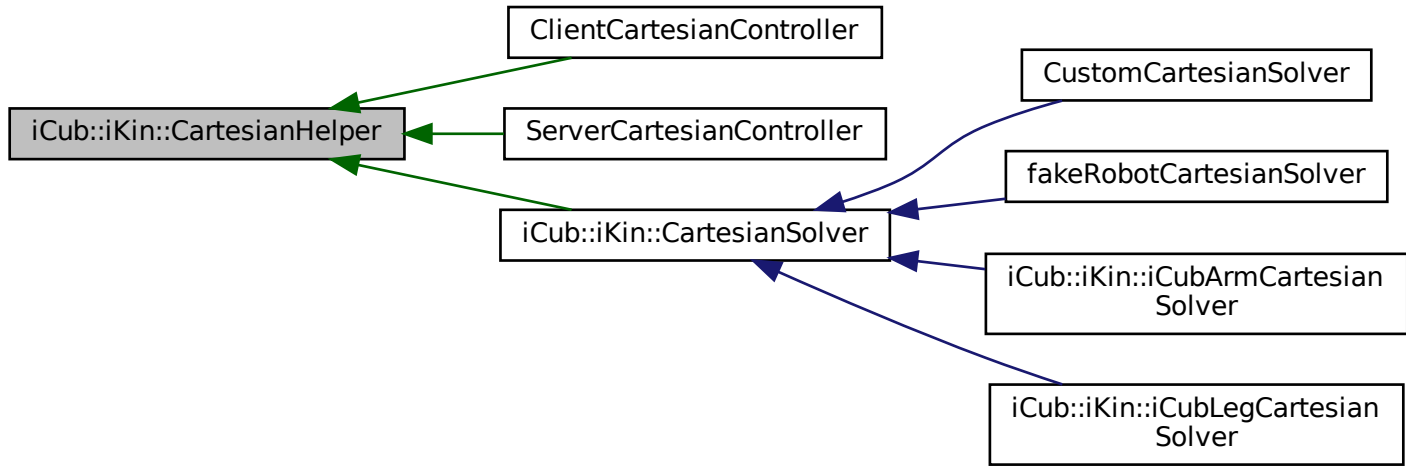 ClientCartesianController
iCub::iKin::CartesianHelper
ServerCartesianController
iCub::iKin::CartesianSolver
CustomCartesianSolver
fakeRobotCartesianSolver
iCub::iKin::iCubArmCartesian
Solver
iCub::iKin::iCubLegCartesian
Solver